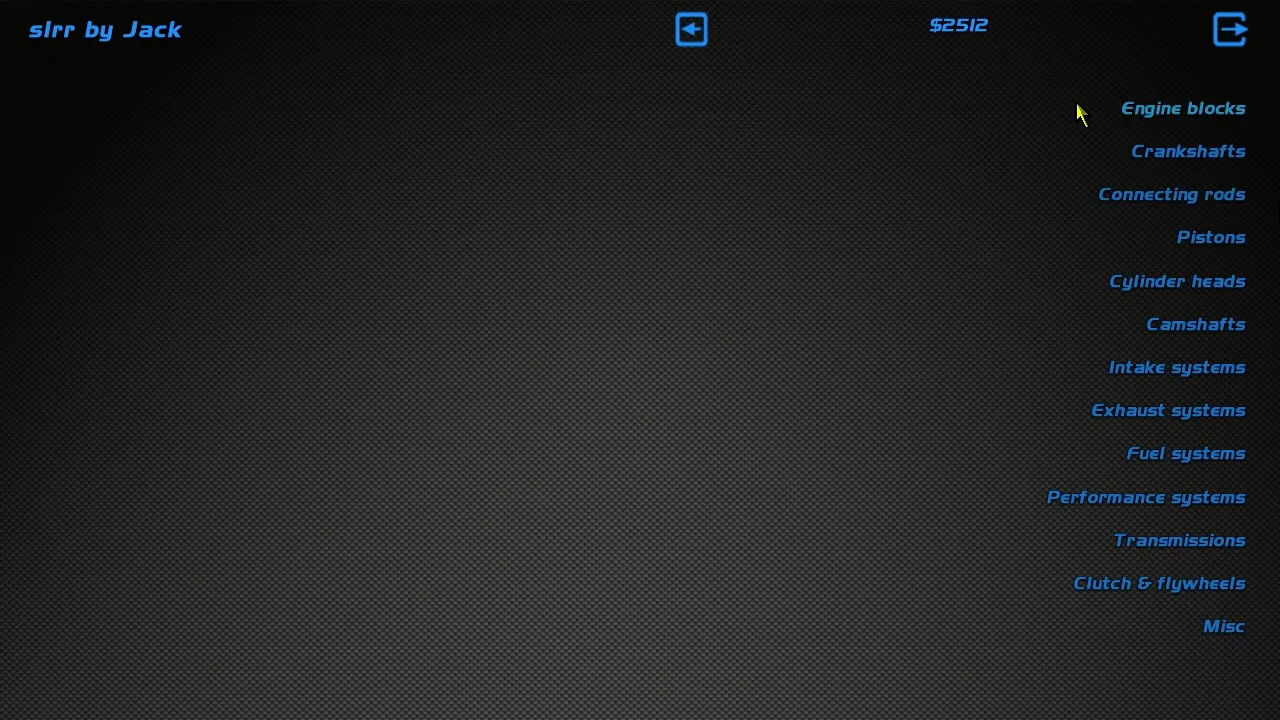 slrr by Jack
$2512
Engine blocks
Crankshafts
Connecting rods
Pistons
Cylinder heads
Camshafts
Intake systems
Exhaust systems
Fuel systems
Performance systems
Transmissions
Clutch & flywheels
Misc